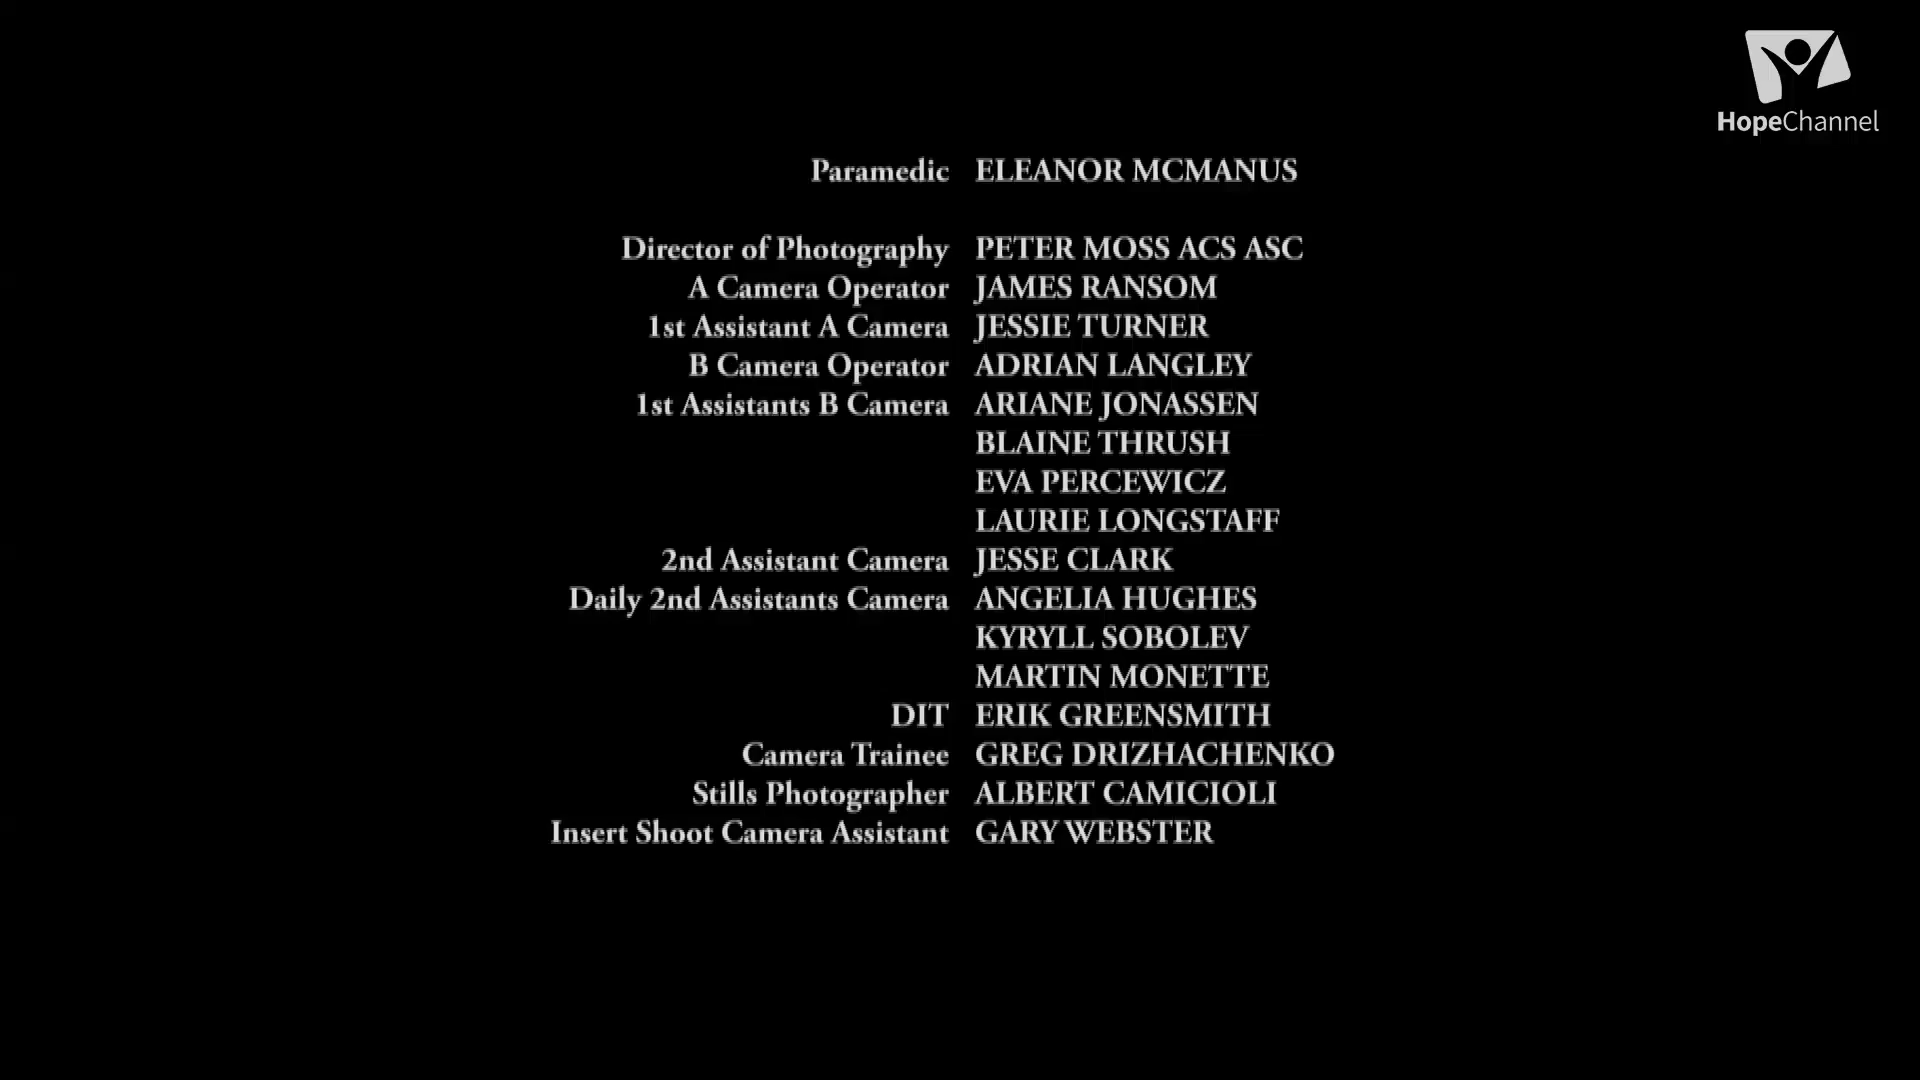 HopeChannel
Paramedic ELEANOR MCMANUS
Director of Photography PETER MOSS ACS ASC
A Camera Operator JAMES RANSOM
1st Assistant A Camera JESSIE TURNER
B Camera Operator ADRIAN LANGLEY
1st Assistants B Camera ARIANE JONASSEN
BLAINE THRUSH
EVA PERCEWICZ
LAURIE LONGSTAFF
2nd Assistant Camera JESSE CLARK
Daily 2nd Assistants Camera ANGELIA HUGHES
KYRYLL SOBOLEV
MARTIN MONETTE
DIT ERIK GREENSMITH
Camera Trainee GREG DRIZHACHENKO
Stills Photographer ALBERT CAMICIOLI
Insert Shoot Camera Assistant GARY WEBSTER